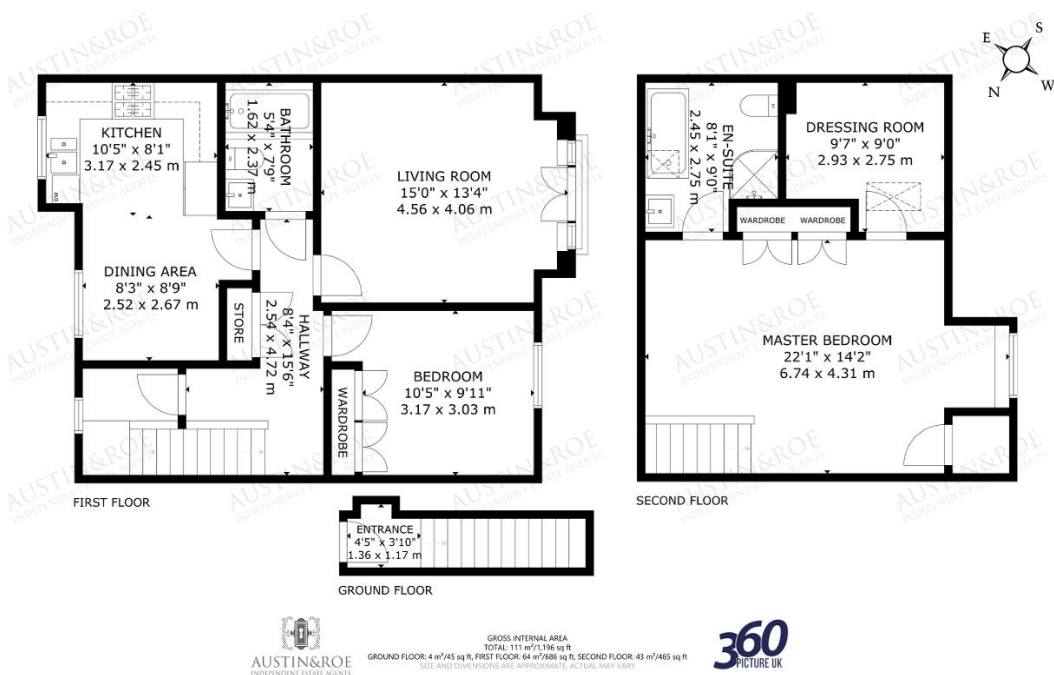 KITCHEN
10'5" x 8'1"
3.17 x 2.45 m
DINING AREA
8'3" x 8'9"
2.52 x 2.67 m
BATHROOM
5'4" x 7'9"
1.62 x 2.37 m
LIVING ROOM
15'0" x 13'4"
4.56 x 4.06 m
STORE
HALLWAY
8'4" x 15'6"
2.54 x 4.72 m
BEDROOM
10'5" x 9'11"
3.17 x 3.03 m
WARDROBE
FIRST FLOOR
E
S
N
W
EN-SUITE
8'1" x 9'0"
2.45 x 2.75 m
DRESSING ROOM
9'7" x 9'0"
2.93 x 2.75 m
WARDROBE
WARDROBE
MASTER BEDROOM
22'1" x 14'2"
6.74 x 4.31 m
SECOND FLOOR
ENTRANCE
4'5" x 3'10"
1.36 x 1.17 m
GROUND FLOOR
AUSTIN&ROE
INDEPENDENT ESTATE AGENTS
GROSS INTERNAL AREA
TOTAL: 111 m²/1,196 sq ft
GROUND FLOOR: 4 m²/45 sq ft, FIRST FLOOR: 64 m²/686 sq ft, SECOND FLOOR: 43 m²/465 sq ft
SIZE AND DIMENSIONS ARE APPROXIMATE, ACTUAL MAY VARY
360
PICTURE UK